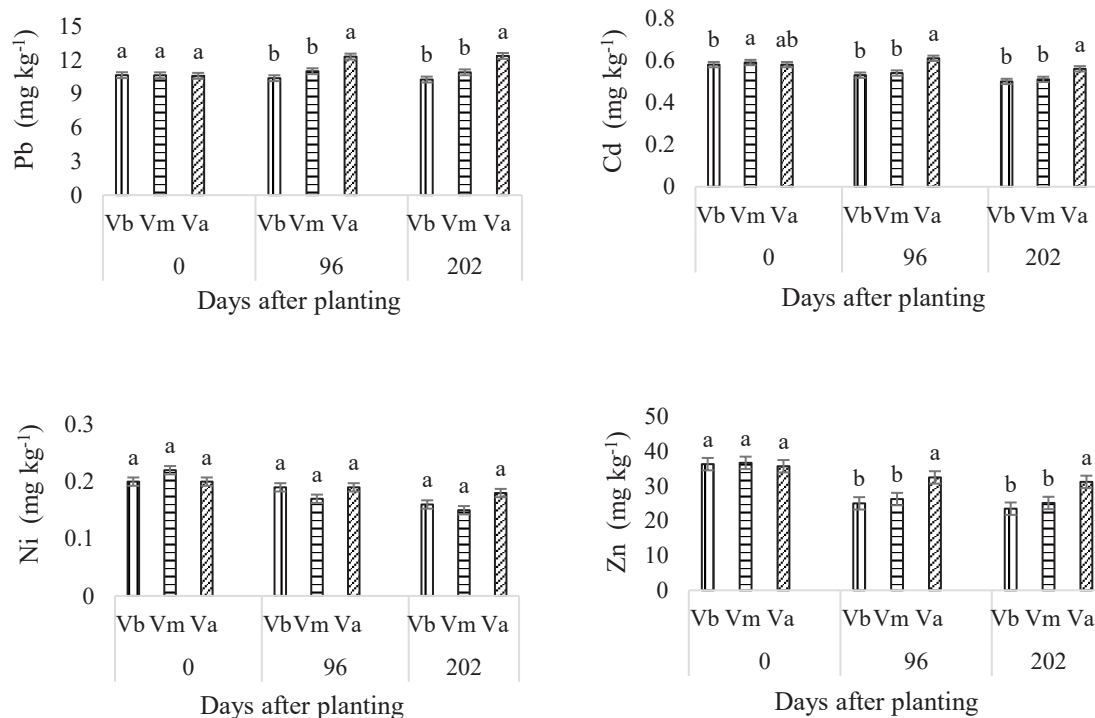 Pb (mg kg-1)
15
12
9
6
3
0
a a a b b a b b a
Vb Vm Va Vb Vm Va Vb Vm Va
0 96 202
Days after planting
Cd (mg kg-1)
0.8
0.6
0.4
0.2
0
b a ab b b a b b a
Vb Vm Va Vb Vm Va Vb Vm Va
0 96 202
Days after planting
Ni (mg kg-1)
0.3
0.2
0.1
0
a a a a a a a a a
Vb Vm Va Vb Vm Va Vb Vm Va
0 96 202
Days after planting
Zn (mg kg-1)
50
40
30
20
10
0
a a a b b a b b a
Vb Vm Va Vb Vm Va Vb Vm Va
0 96 202
Days after planting